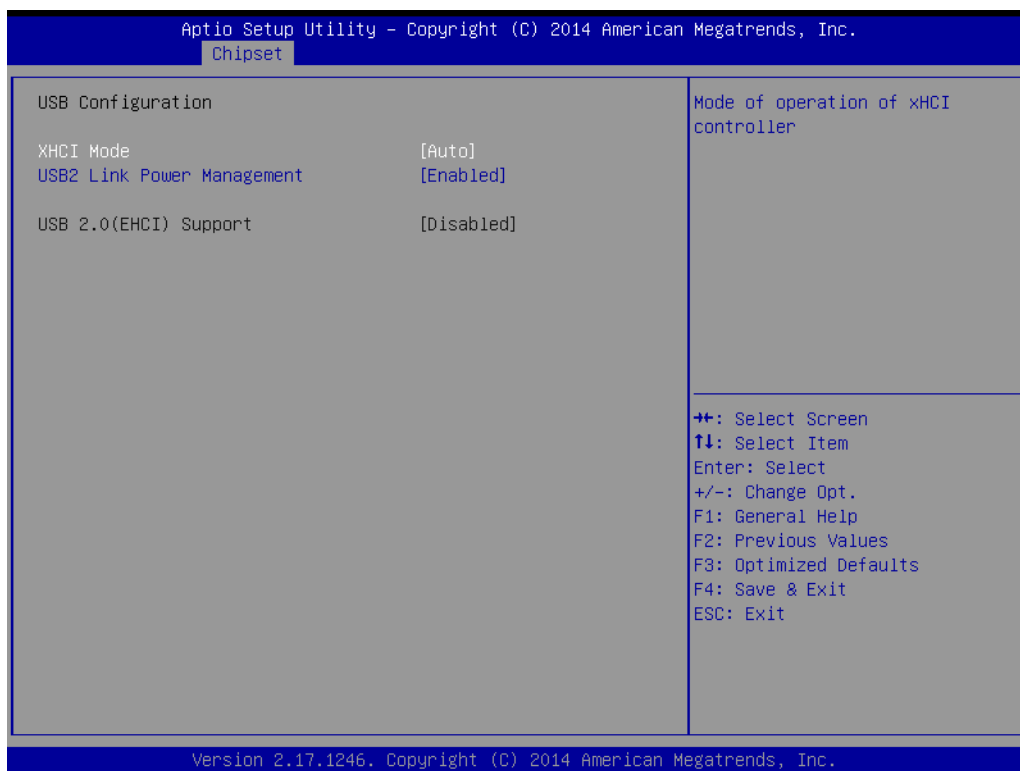 Aptio Setup Utility – Copyright (C) 2014 American Megatrends, Inc.
Chipset
USB Configuration
XHCI Mode [Auto]
USB2 Link Power Management [Enabled]
USB 2.0(EHCI) Support [Disabled]
Mode of operation of xHCI
controller
→←: Select Screen
↑↓: Select Item
Enter: Select
+/-: Change Opt.
F1: General Help
F2: Previous Values
F3: Optimized Defaults
F4: Save & Exit
ESC: Exit
Version 2.17.1246. Copyright (C) 2014 American Megatrends, Inc.